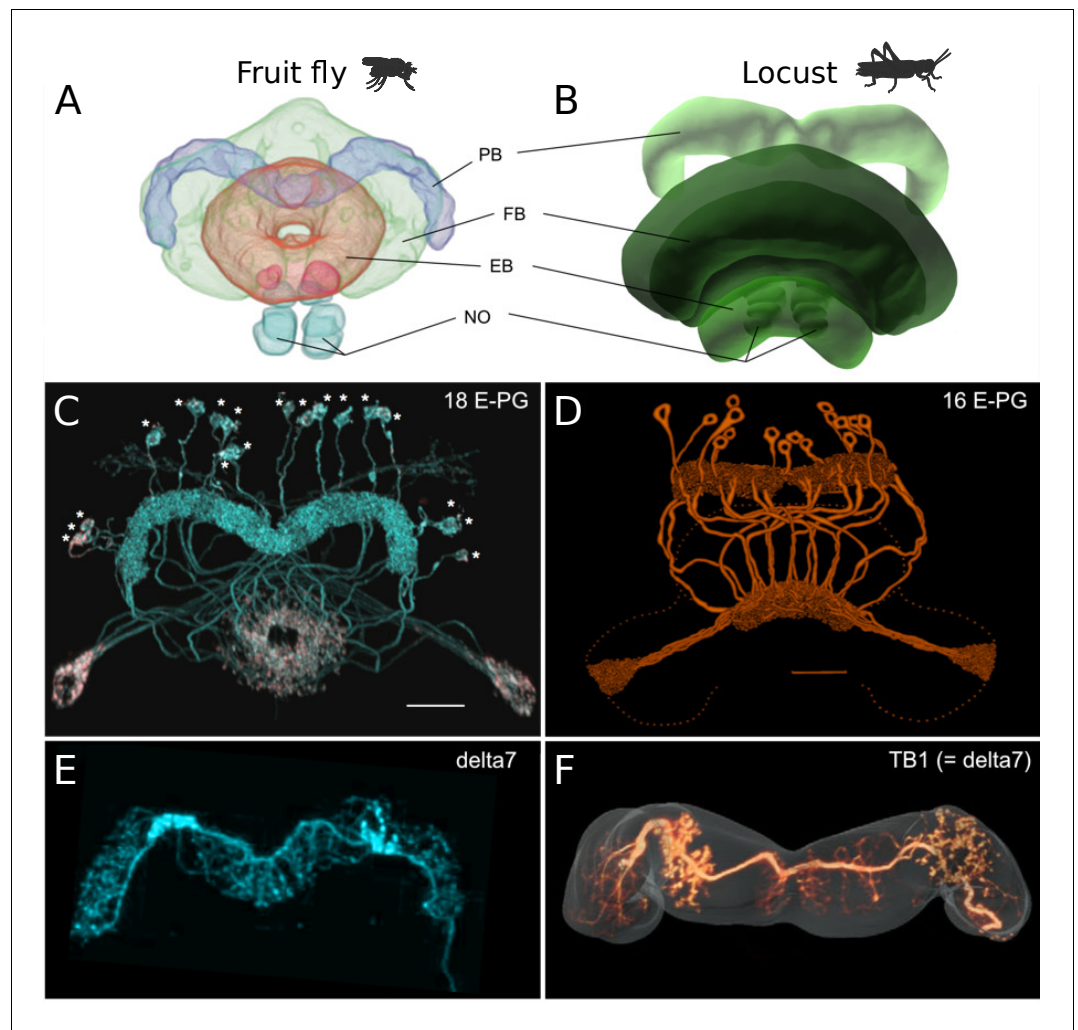 Fruit fly
Locust
A
B
PB
FB
EB
NO
C
18 E-PG
D
16 E-PG
E
delta7
F
TB1 (= delta7)